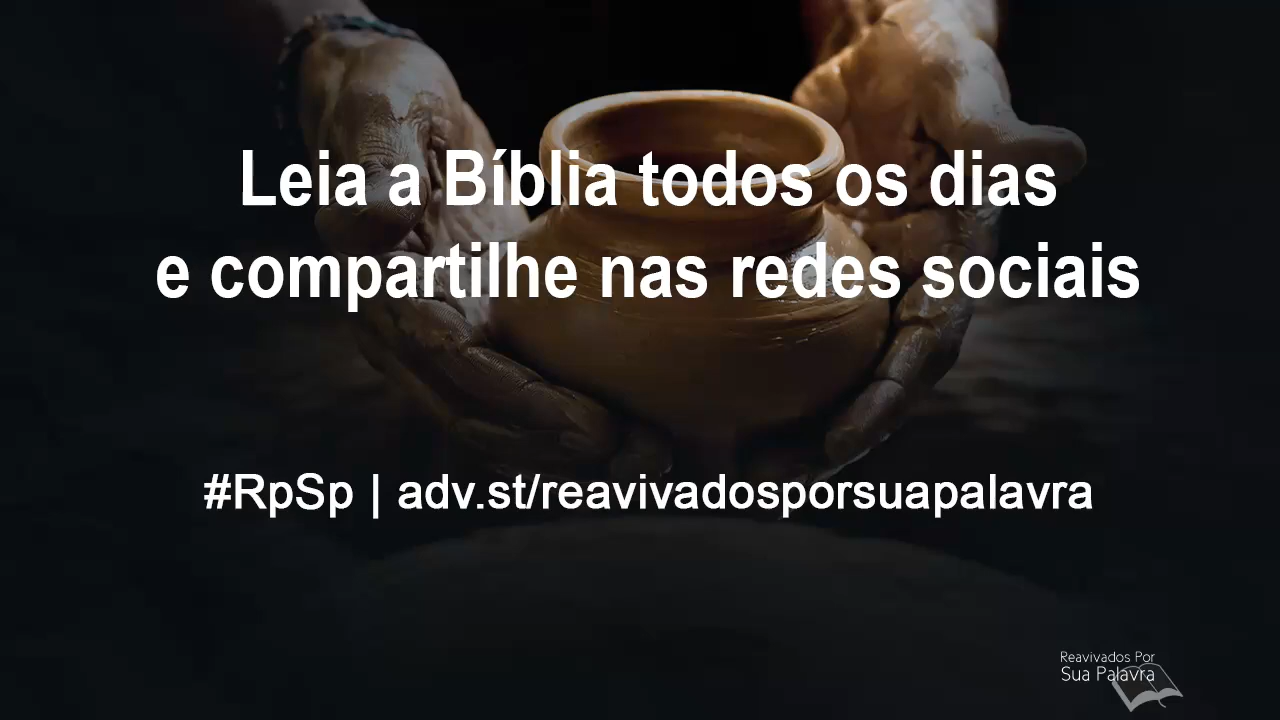 Leia a Bíblia todos os dias
e compartilhe nas redes sociais
#RpSp | adv.st/reavivadosporsuapalavra
Reavivados Por
Sua Palavra